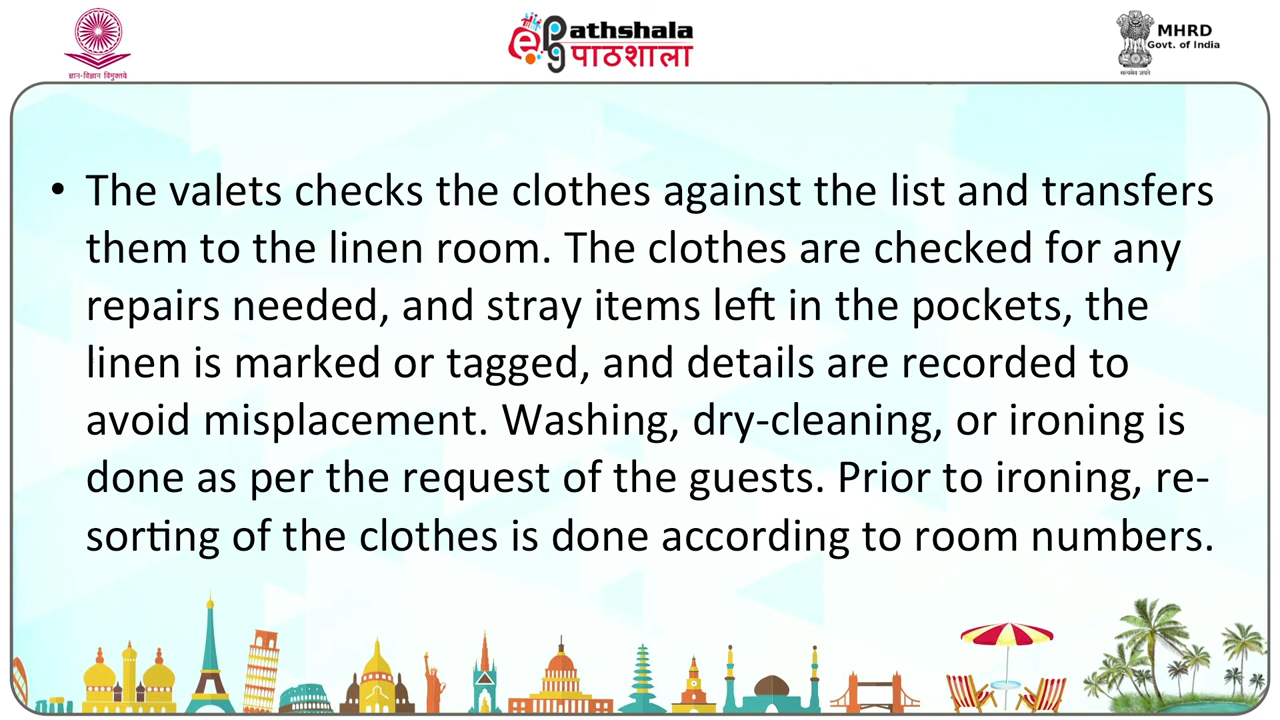 ज्ञान-विज्ञान विमुक्तये
ePathshala
पाठशाला
MHRD
Govt. of India
सत्यमेव जयते
• The valets checks the clothes against the list and transfers
them to the linen room. The clothes are checked for any
repairs needed, and stray items left in the pockets, the
linen is marked or tagged, and details are recorded to
avoid misplacement. Washing, dry-cleaning, or ironing is
done as per the request of the guests. Prior to ironing, re-
sorting of the clothes is done according to room numbers.